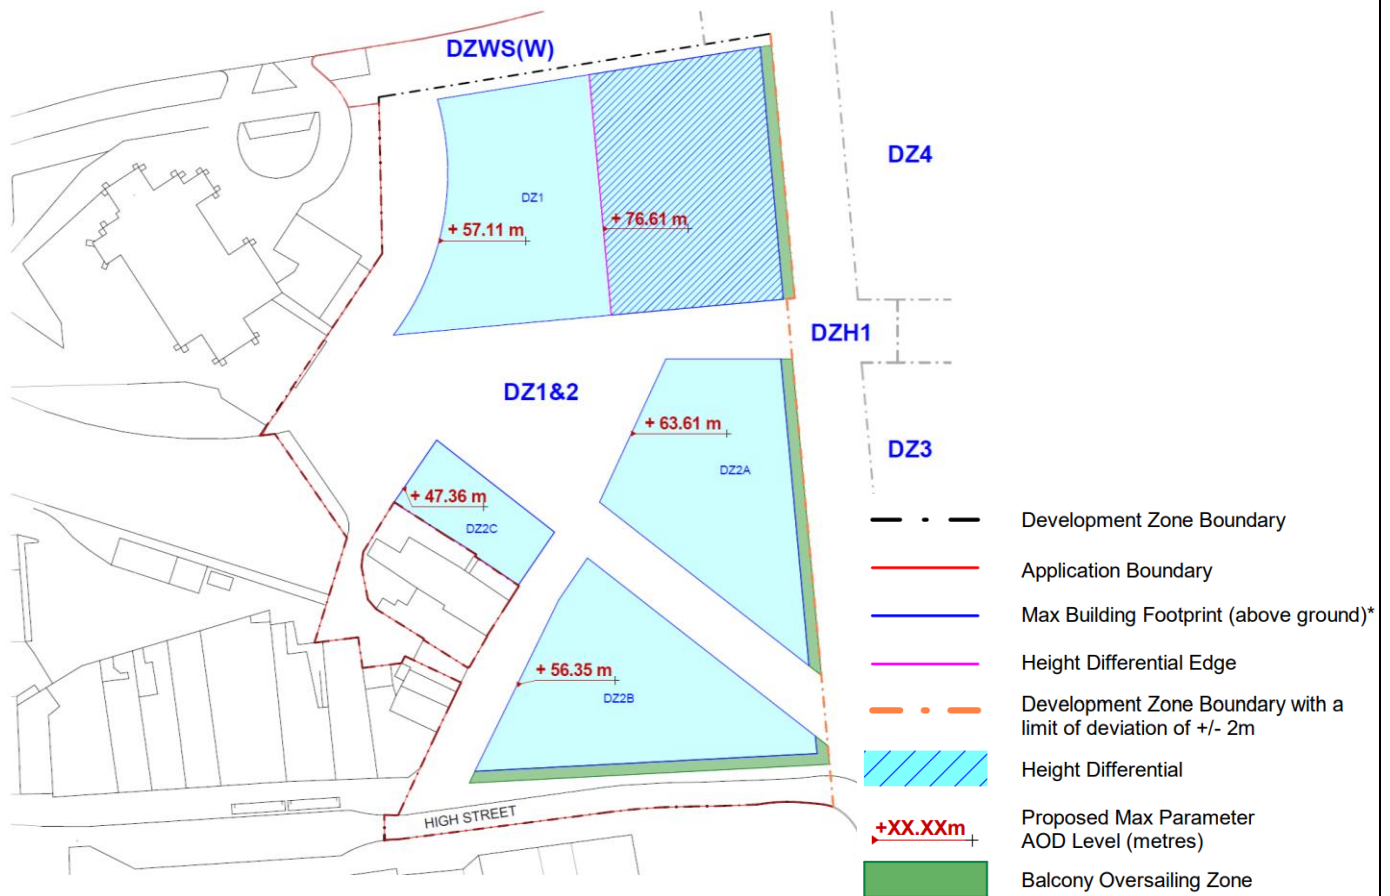 DZWS(W)
DZ4
DZ1
+ 76.61 m
+ 57.11 m
DZH1
DZ1&2
+ 63.61 m
DZ3
DZ2A
+ 47.36 m
DZ2C
+ 56.35 m
DZ2B
HIGH STREET
Development Zone Boundary
Application Boundary
Max Building Footprint (above ground)*
Height Differential Edge
Development Zone Boundary with a
limit of deviation of +/- 2m
Height Differential
+XX.XXm
Proposed Max Parameter
AOD Level (metres)
Balcony Oversailing Zone